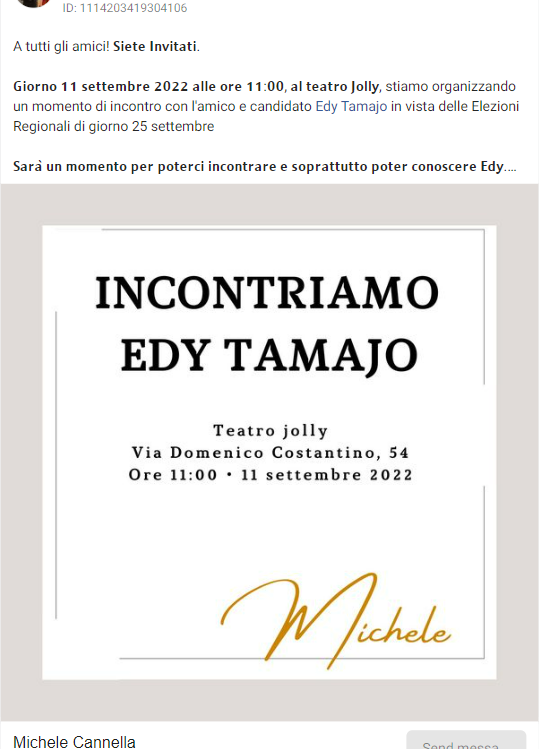 ID: 1114203419304106
A tutti gli amici! Siete Invitati.
Giorno 11 settembre 2022 alle ore 11:00, al teatro Jolly, stiamo organizzando
un momento di incontro con l'amico e candidato Edy Tamajo in vista delle Elezioni
Regionali di giorno 25 settembre
Sarà un momento per poterci incontrare e soprattutto poter conoscere Edy....
INCONTRIAMO
EDY TAMAJO
Teatro jolly
Via Domenico Costantino, 54
Ore 11:00 • 11 settembre 2022
Michele
Michele Cannella
Send messa...